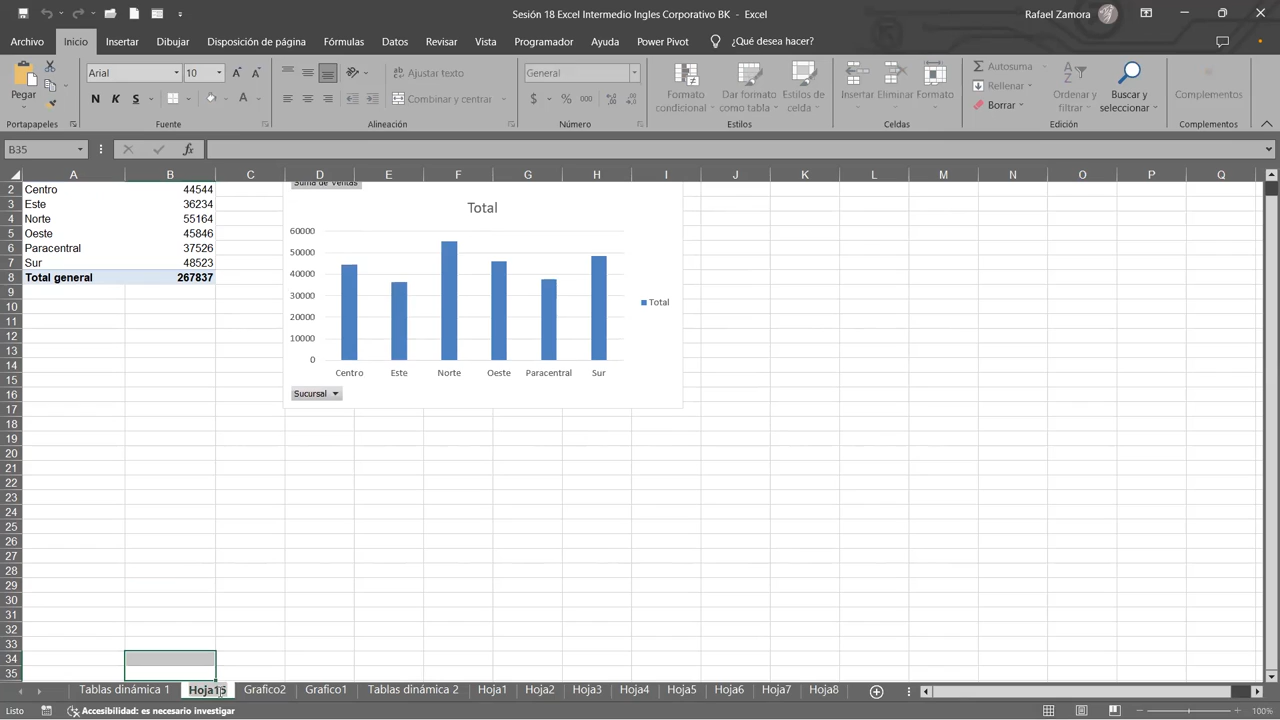 Sesión 18 Excel Intermedio Ingles Corporativo BK - Excel
Rafael Zamora
Archivo Inicio Insertar Dibujar Disposición de página Fórmulas Datos Revisar Vista Programador Ayuda Power Pivot ¿Qué desea hacer?
Pegar
Portapapeles
Arial 10
N K S
Fuente
Ajustar texto
Combinar y centrar
Alineación
General
$ % 000
Número
Formato condicional
Dar formato como tabla
Estilos de celda
Estilos
Insertar Eliminar Formato
Celdas
Autosuma
Rellenar
Borrar
Ordenar y filtrar
Buscar y seleccionar
Edición
Complementos
Complementos
B35
fx
A B C D E F G H I J K L M N O P Q
2 Centro 44544
3 Este 36234
4 Norte 55164
5 Oeste 45846
6 Paracentral 37526
7 Sur 48523
8 Total general 267837
9
10
11
12
13
14
15
16
17
18
19
20
21
22
23
24
25
26
27
28
29
30
31
32
33
34
35
Suma de Ventas
Total
60000
50000
40000
30000
20000
10000
0
Centro Este Norte Oeste Paracentral Sur
Total
Sucursal
Tablas dinámica 1 Hoja15 Grafico2 Grafico1 Tablas dinámica 2 Hoja1 Hoja2 Hoja3 Hoja4 Hoja5 Hoja6 Hoja7 Hoja8
Listo Accesibilidad: es necesario investigar 100%